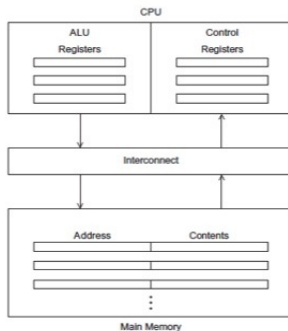 CPU
ALU Control
Registers Registers
Interconnect
Address Contents
Main Memory